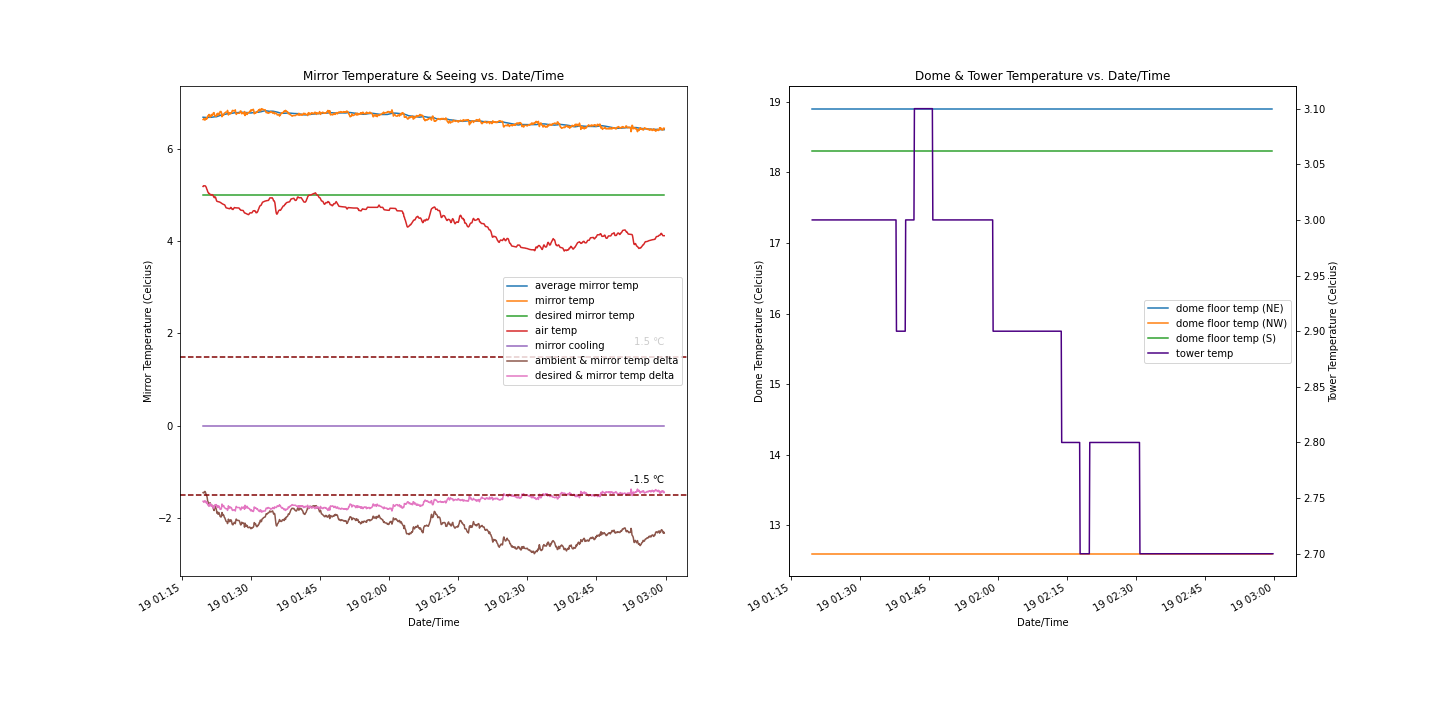 Mirror Temperature & Seeing vs. Date/Time
Mirror Temperature (Celcius)
6
4
2
0
−2
average mirror temp
mirror temp
desired mirror temp
air temp
mirror cooling
ambient & mirror temp delta
desired & mirror temp delta
1.5 ℃
-1.5 ℃
19 01:15
19 01:30
19 01:45
19 02:00
19 02:15
19 02:30
19 02:45
19 03:00
Date/Time
Dome & Tower Temperature vs. Date/Time
Dome Temperature (Celcius)
19
18
17
16
15
14
13
dome floor temp (NE)
dome floor temp (NW)
dome floor temp (S)
tower temp
3.10
3.05
3.00
2.95
2.90
2.85
2.80
2.75
2.70
Tower Temperature (Celcius)
19 01:15
19 01:30
19 01:45
19 02:00
19 02:15
19 02:30
19 02:45
19 03:00
Date/Time